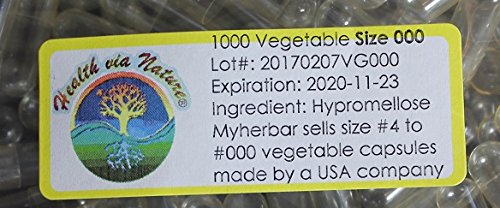 Health via Nature®
1000 Vegetable Size 000
Lot#: 20170207VG000
Expiration: 2020-11-23
Ingredient: Hypromellose
Myherbar sells size #4 to
#000 vegetable capsules
made by a USA company